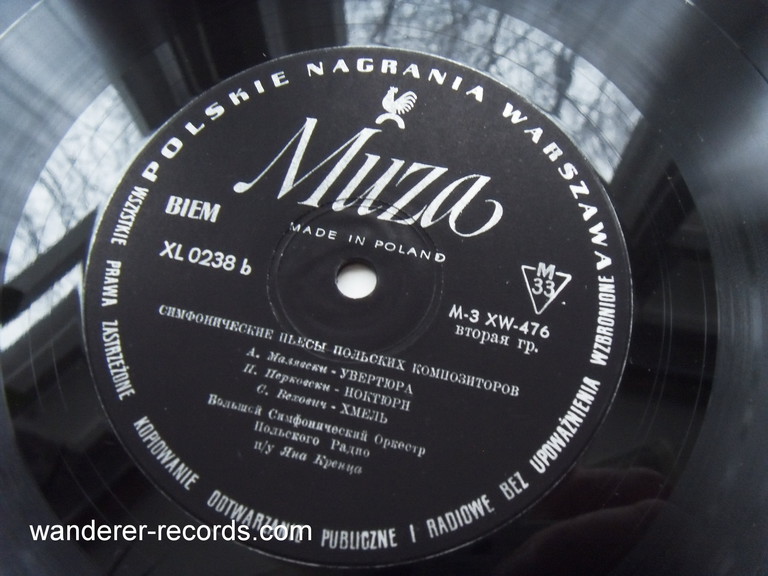 POLSKIE NAGRANIA WARSZAWA
Muza
MADE IN POLAND
BIEM
XL 0238 b
M 33
M-3 XW-476
вторая гр.
СИМФОНИЧЕСКИЕ ПЬЕСЫ ПОЛЬСКИХ КОМПОЗИТОРОВ
А. Малявски - УВЕРТЮРА
П. Перковски - НОКТЮРН
С. Вехович - ХМЕЛЬ
Большей Симфонический Оркестр
Польского Радио
п/у Яна Кренца
WSZYSTKIE PRAWA ZASTRZEŻONE KOPIOWANIE ODTWARZANIE PUBLICZNE I RADIOWE BEZ UPOWAŻNIENIA WZBRONIONE
wanderer-records.com